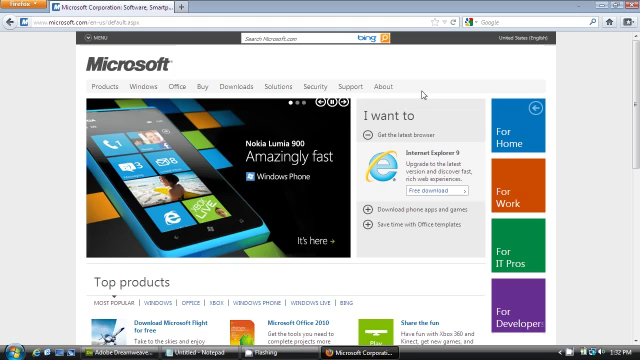 Firefox
Microsoft Corporation: Software, Smartp...
www.microsoft.com/en-us/default.aspx
Google
MENU
Search Microsoft.com
bing
United States (English)
Microsoft
Products Windows Office Buy Downloads Solutions Security Support About
Nokia Lumia 900
Amazingly fast
Windows Phone
It's here
XBOX LIVE
I want to
Get the latest browser
Internet Explorer 9
Upgrade to the latest
version and discover fast,
rich web experiences.
Free download
Download phone apps and games
Save time with Office templates
For
Home
For
Work
For
IT Pros
For
Developers
Top products
MOST POPULAR WINDOWS OFFICE XBOX WINDOWS PHONE WINDOWS LIVE BING
Download Microsoft Flight
for free
Take to the skies and enjoy
Microsoft Office 2010
Get the tools you need to
complete more projects,
Play
Share the fun
Have fun with Xbox 360 and
Kinect, get new games, and
Adobe Dreamweave...
Untitled - Notepad
Flashing
Microsoft Corporati...
1:32 PM